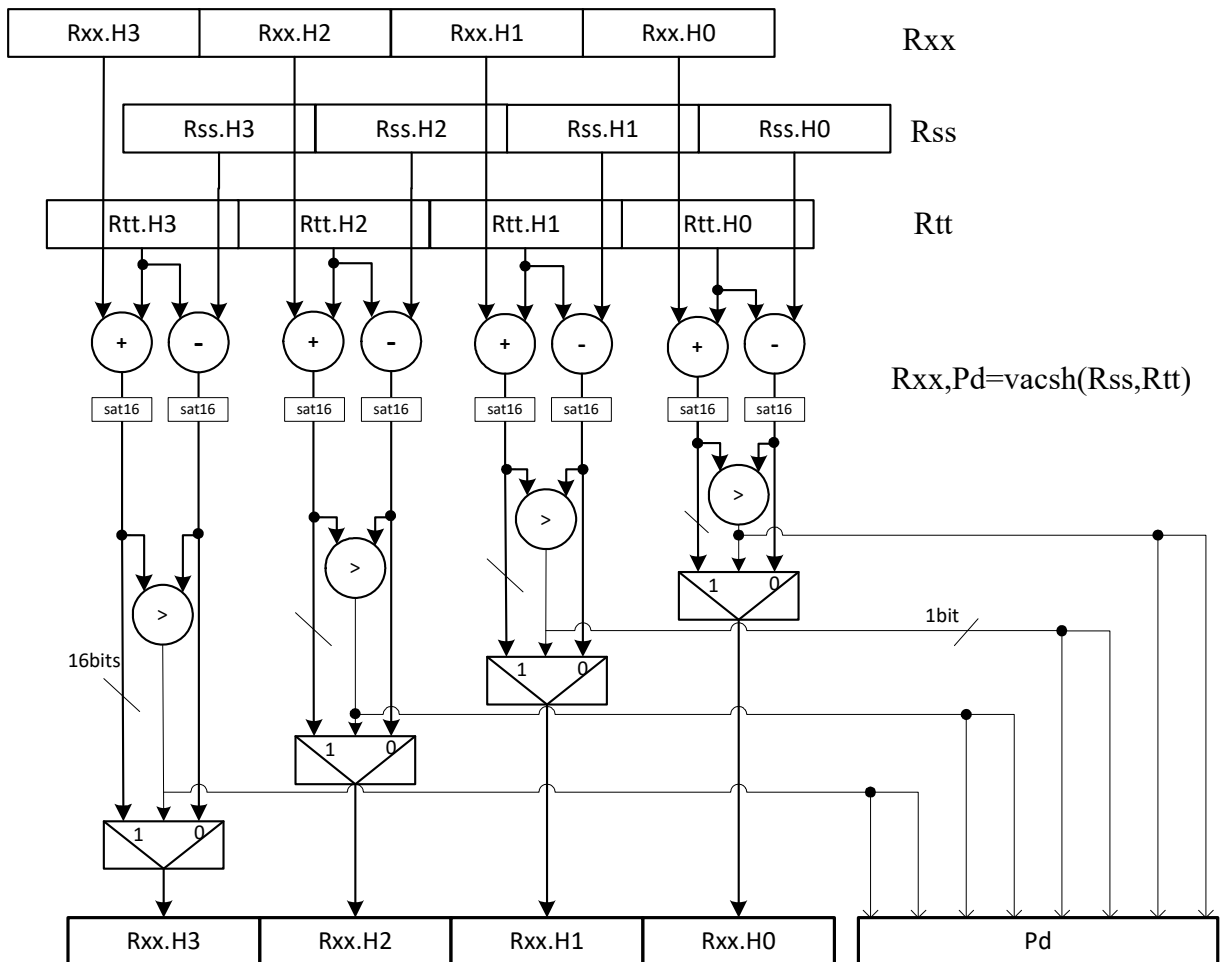 Rxx.H3 Rxx.H2 Rxx.H1 Rxx.H0 Rxx
Rss.H3 Rss.H2 Rss.H1 Rss.H0 Rss
Rtt.H3 Rtt.H2 Rtt.H1 Rtt.H0 Rtt
+ - + - + - + -
Rxx,Pd=vacsh(Rss,Rtt)
sat16 sat16 sat16 sat16 sat16 sat16 sat16 sat16
>
>
>
1 0
>
1bit
16bits
1 0
1 0
1 0
Rxx.H3 Rxx.H2 Rxx.H1 Rxx.H0 Pd